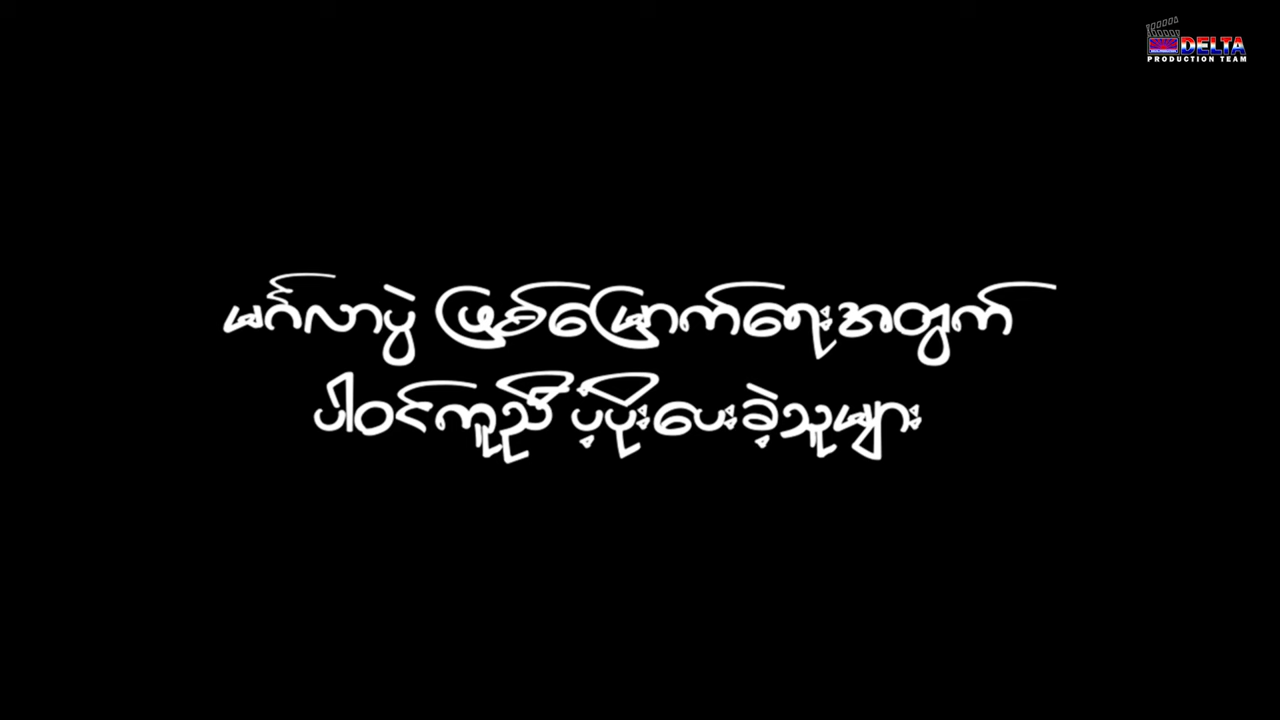 DELTA
PRODUCTION TEAM
မင်္ဂလာပွဲ ဖြစ်မြောက်ရေးအတွက်
ပါဝင်ကူညီ ပံ့ပိုးပေးခဲ့သူများ